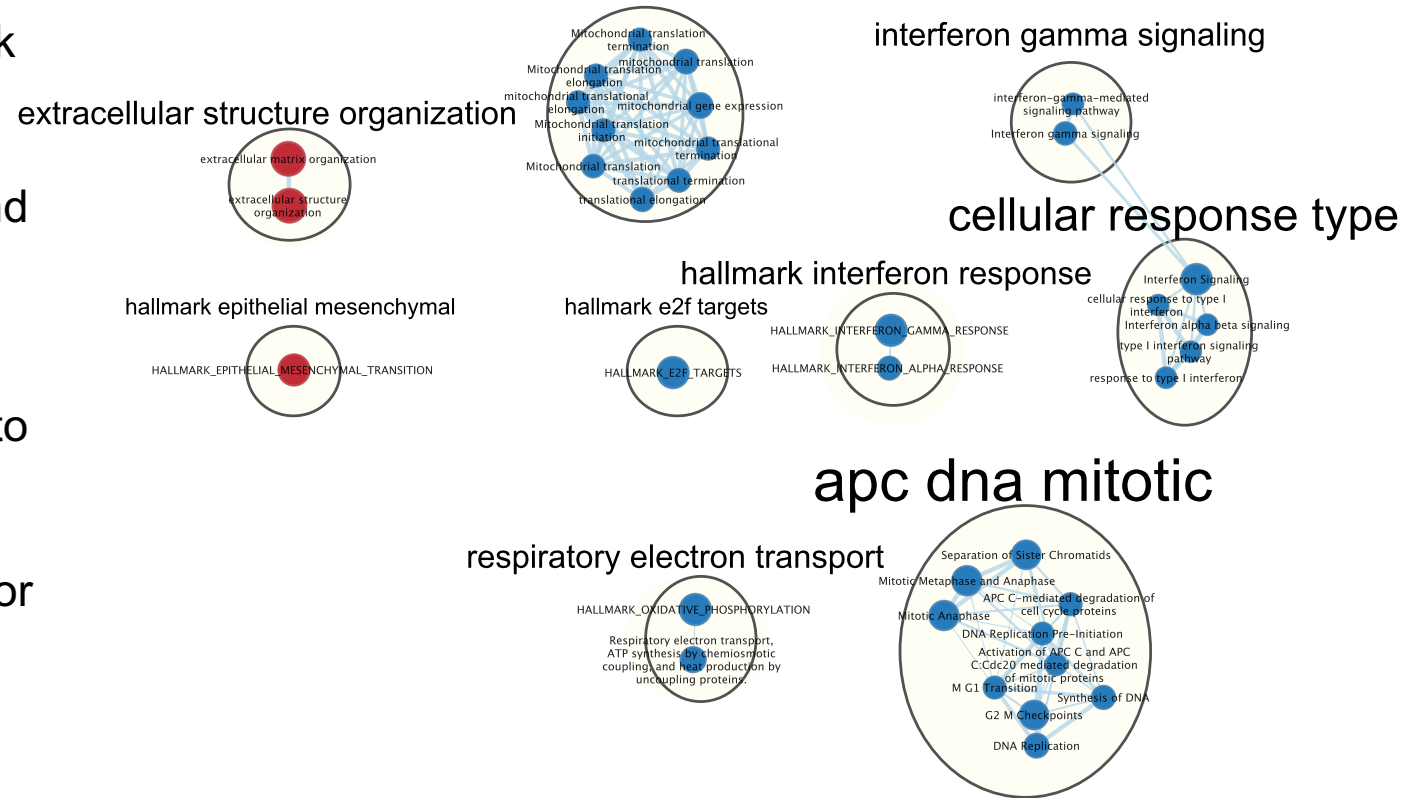 k
nd
to
or
extracellular structure organization
extracellular matrix organization
extracellular structure
organization
hallmark epithelial mesenchymal
HALLMARK_EPITHELIAL_MESENCHYMAL_TRANSITION
Mitochondrial translation
termination
mitochondrial translation
Mitochondrial translation
elongation
mitochondrial translational
elongation
mitochondrial gene expression
Mitochondrial translation
initiation
mitochondrial translational
termination
Mitochondrial translation
translational termination
translational elongation
interferon gamma signaling
interferon-gamma-mediated
signaling pathway
Interferon gamma signaling
cellular response type
Interferon Signaling
cellular response to type I
interferon
Interferon alpha beta signaling
type I interferon signaling
pathway
response to type I interferon
hallmark interferon response
HALLMARK_INTERFERON_GAMMA_RESPONSE
HALLMARK_INTERFERON_ALPHA_RESPONSE
hallmark e2f targets
HALLMARK_E2F_TARGETS
respiratory electron transport
HALLMARK_OXIDATIVE_PHOSPHORYLATION
Respiratory electron transport,
ATP synthesis by chemiosmotic
coupling, and heat production by
uncoupling proteins.
apc dna mitotic
Separation of Sister Chromatids
Mitotic Metaphase and Anaphase
APC C-mediated degradation of
cell cycle proteins
Mitotic Anaphase
DNA Replication Pre-Initiation
Activation of APC C and APC
C:Cdc20 mediated degradation
of mitotic proteins
M G1 Transition
Synthesis of DNA
G2 M Checkpoints
DNA Replication